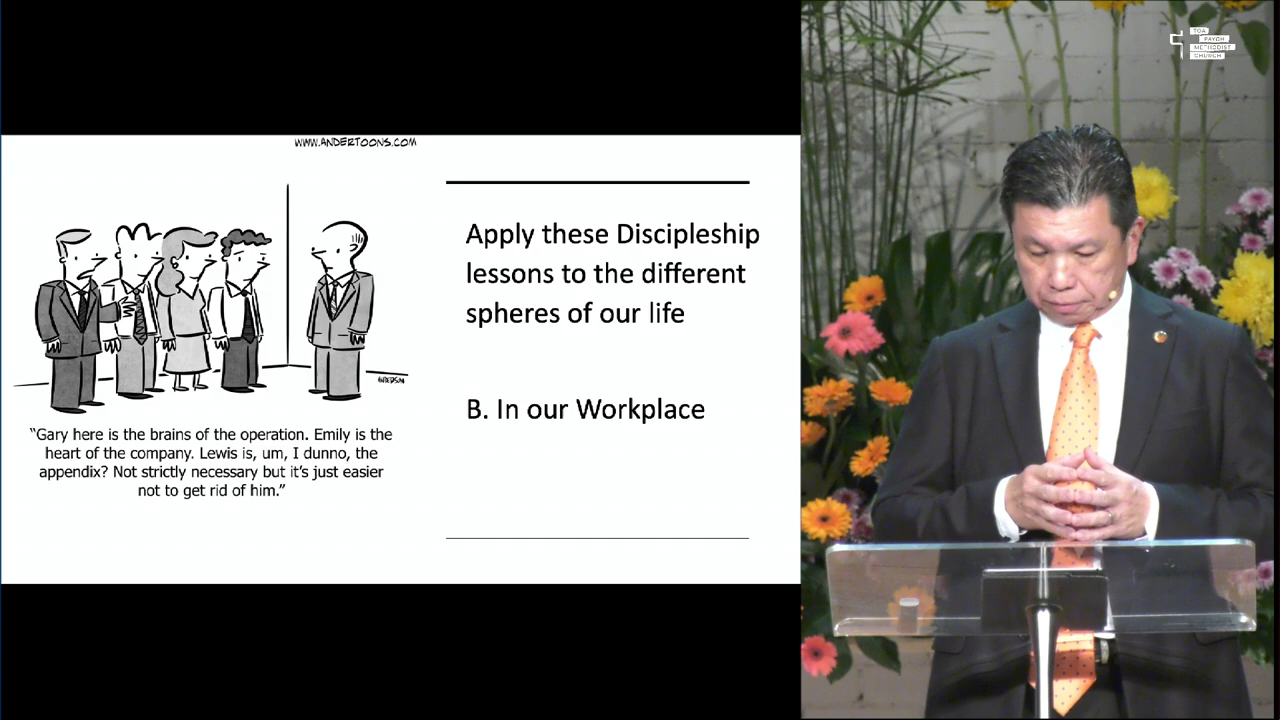 WWW.ANDERTOONS.COM
ANDERSON
"Gary here is the brains of the operation. Emily is the
heart of the company. Lewis is, um, I dunno, the
appendix? Not strictly necessary but it's just easier
not to get rid of him."
Apply these Discipleship
lessons to the different
spheres of our life
B. In our Workplace
TOA
PAYOH
METHODIST
CHURCH